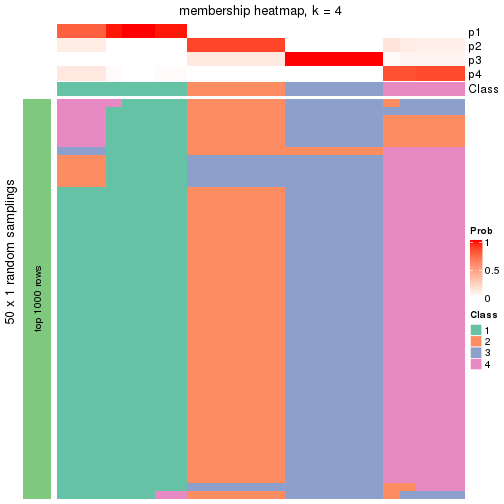 membership heatmap, k = 4
p1
p2
p3
p4
Class
50 x 1 random samplings
top 1000 rows
Prob
1
0.5
0
Class
1
2
3
4